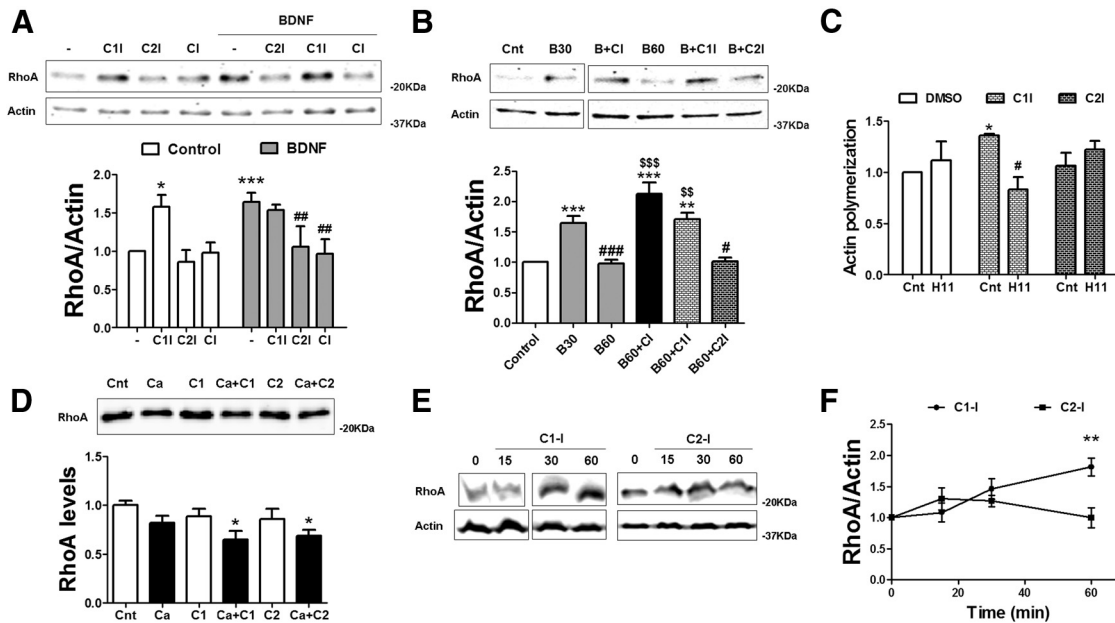 A
BDNF
- C1I C2I CI - C2I C1I CI
RhoA
-20KDa
Actin
-37KDa
Control BDNF
RhoA/Actin
2.0
1.5
1.0
0.5
0.0
* *** ## ##
- C1I C2I CI - C1I C2I CI
B
Cnt B30 B+CI B60 B+C1I B+C2I
RhoA
-20KDa
Actin
-37KDa
RhoA/Actin
2.5
2.0
1.5
1.0
0.5
0.0
$$$
*** ### *** $$
** #
Control B30 B60 B60+CI B60+C1I B60+C2I
C
DMSO C1I C2I
Actin polymerization
1.5
1.0
0.5
0.0
* #
Cnt H11 Cnt H11 Cnt H11
D
Cnt Ca C1 Ca+C1 C2 Ca+C2
RhoA
-20KDa
RhoA levels
1.5
1.0
0.5
0.0
* *
Cnt Ca C1 Ca+C1 C2 Ca+C2
E
C1-I C2-I
0 15 30 60 0 15 30 60
RhoA
-20KDa
Actin
-37KDa
F
C1-I C2-I
RhoA/Actin
2.5
2.0
1.5
1.0
0.5
0.0
**
0 20 40 60
Time (min)